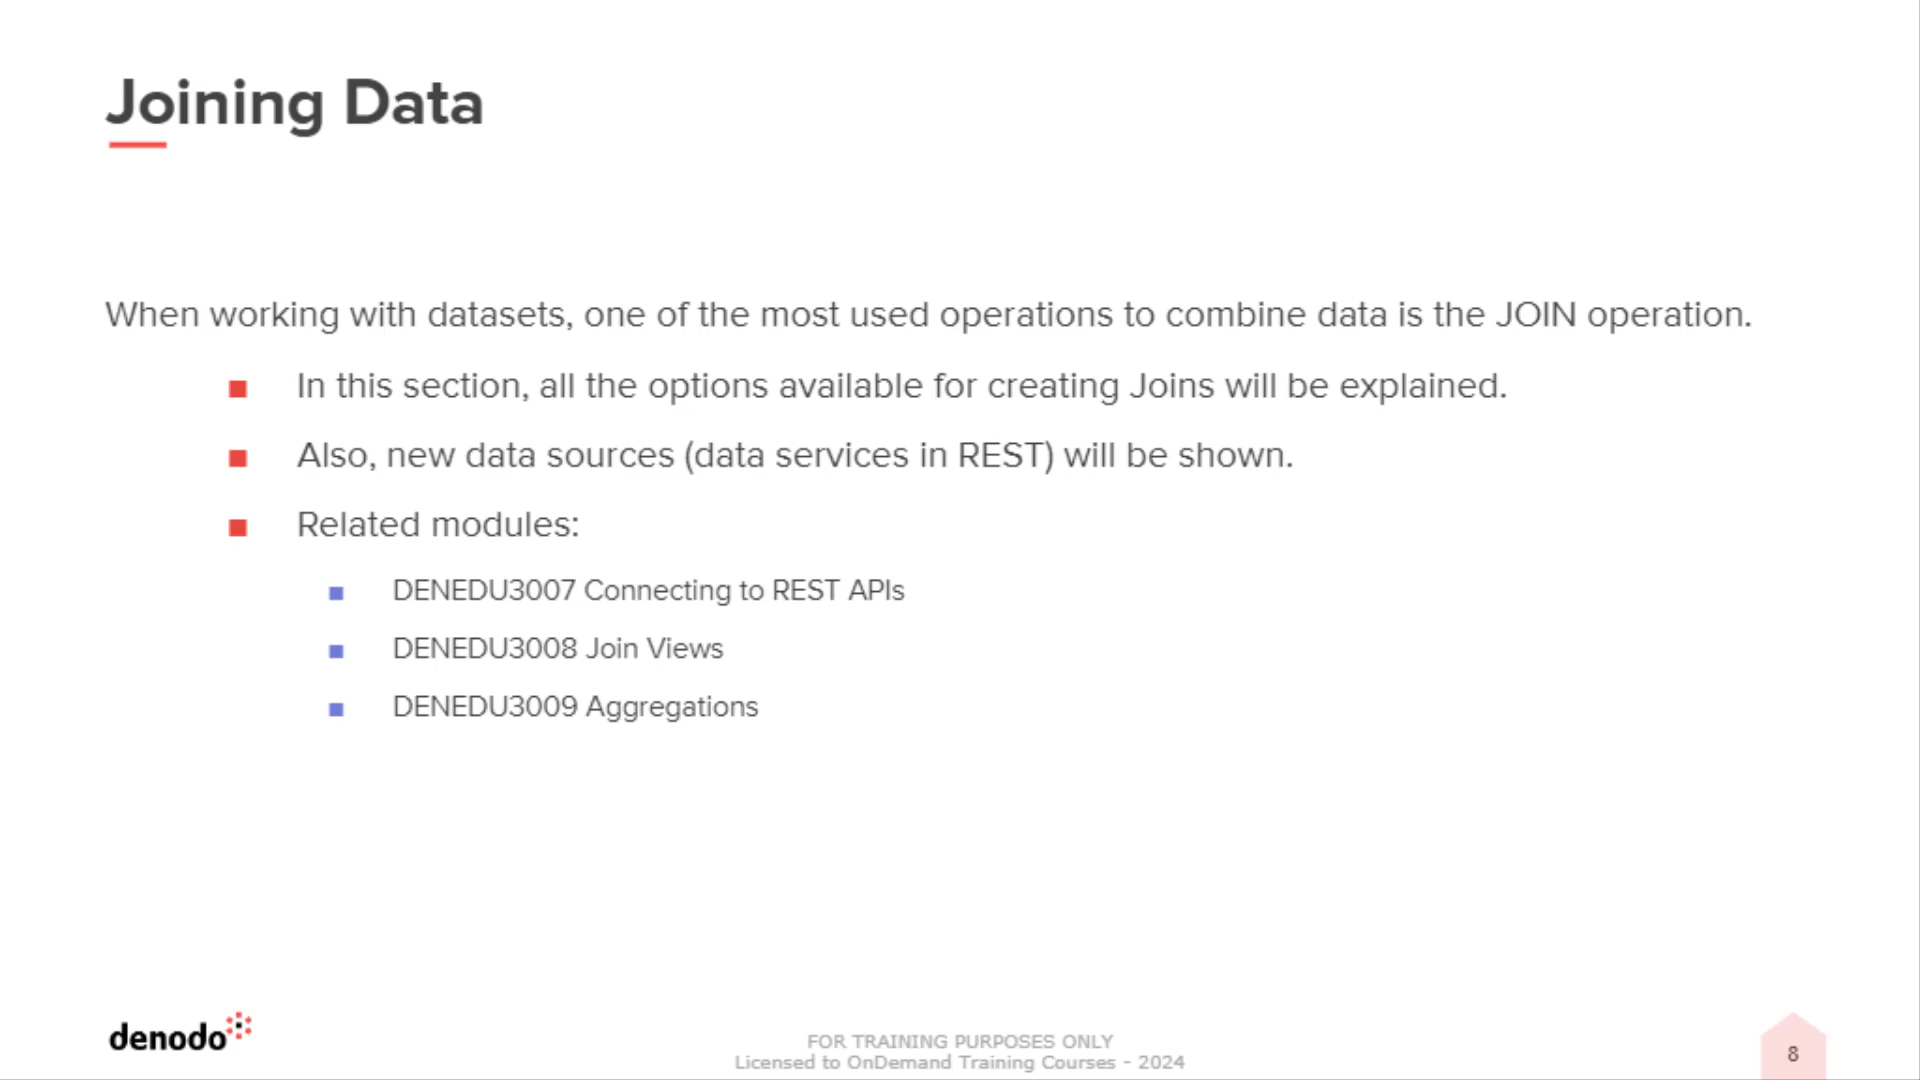 Joining Data
When working with datasets, one of the most used operations to combine data is the JOIN operation.
In this section, all the options available for creating Joins will be explained.
Also, new data sources (data services in REST) will be shown.
Related modules:
DENEDU3007 Connecting to REST APIs
DENEDU3008 Join Views
DENEDU3009 Aggregations
denodo
FOR TRAINING PURPOSES ONLY
Licensed to OnDemand Training Courses - 2024
8